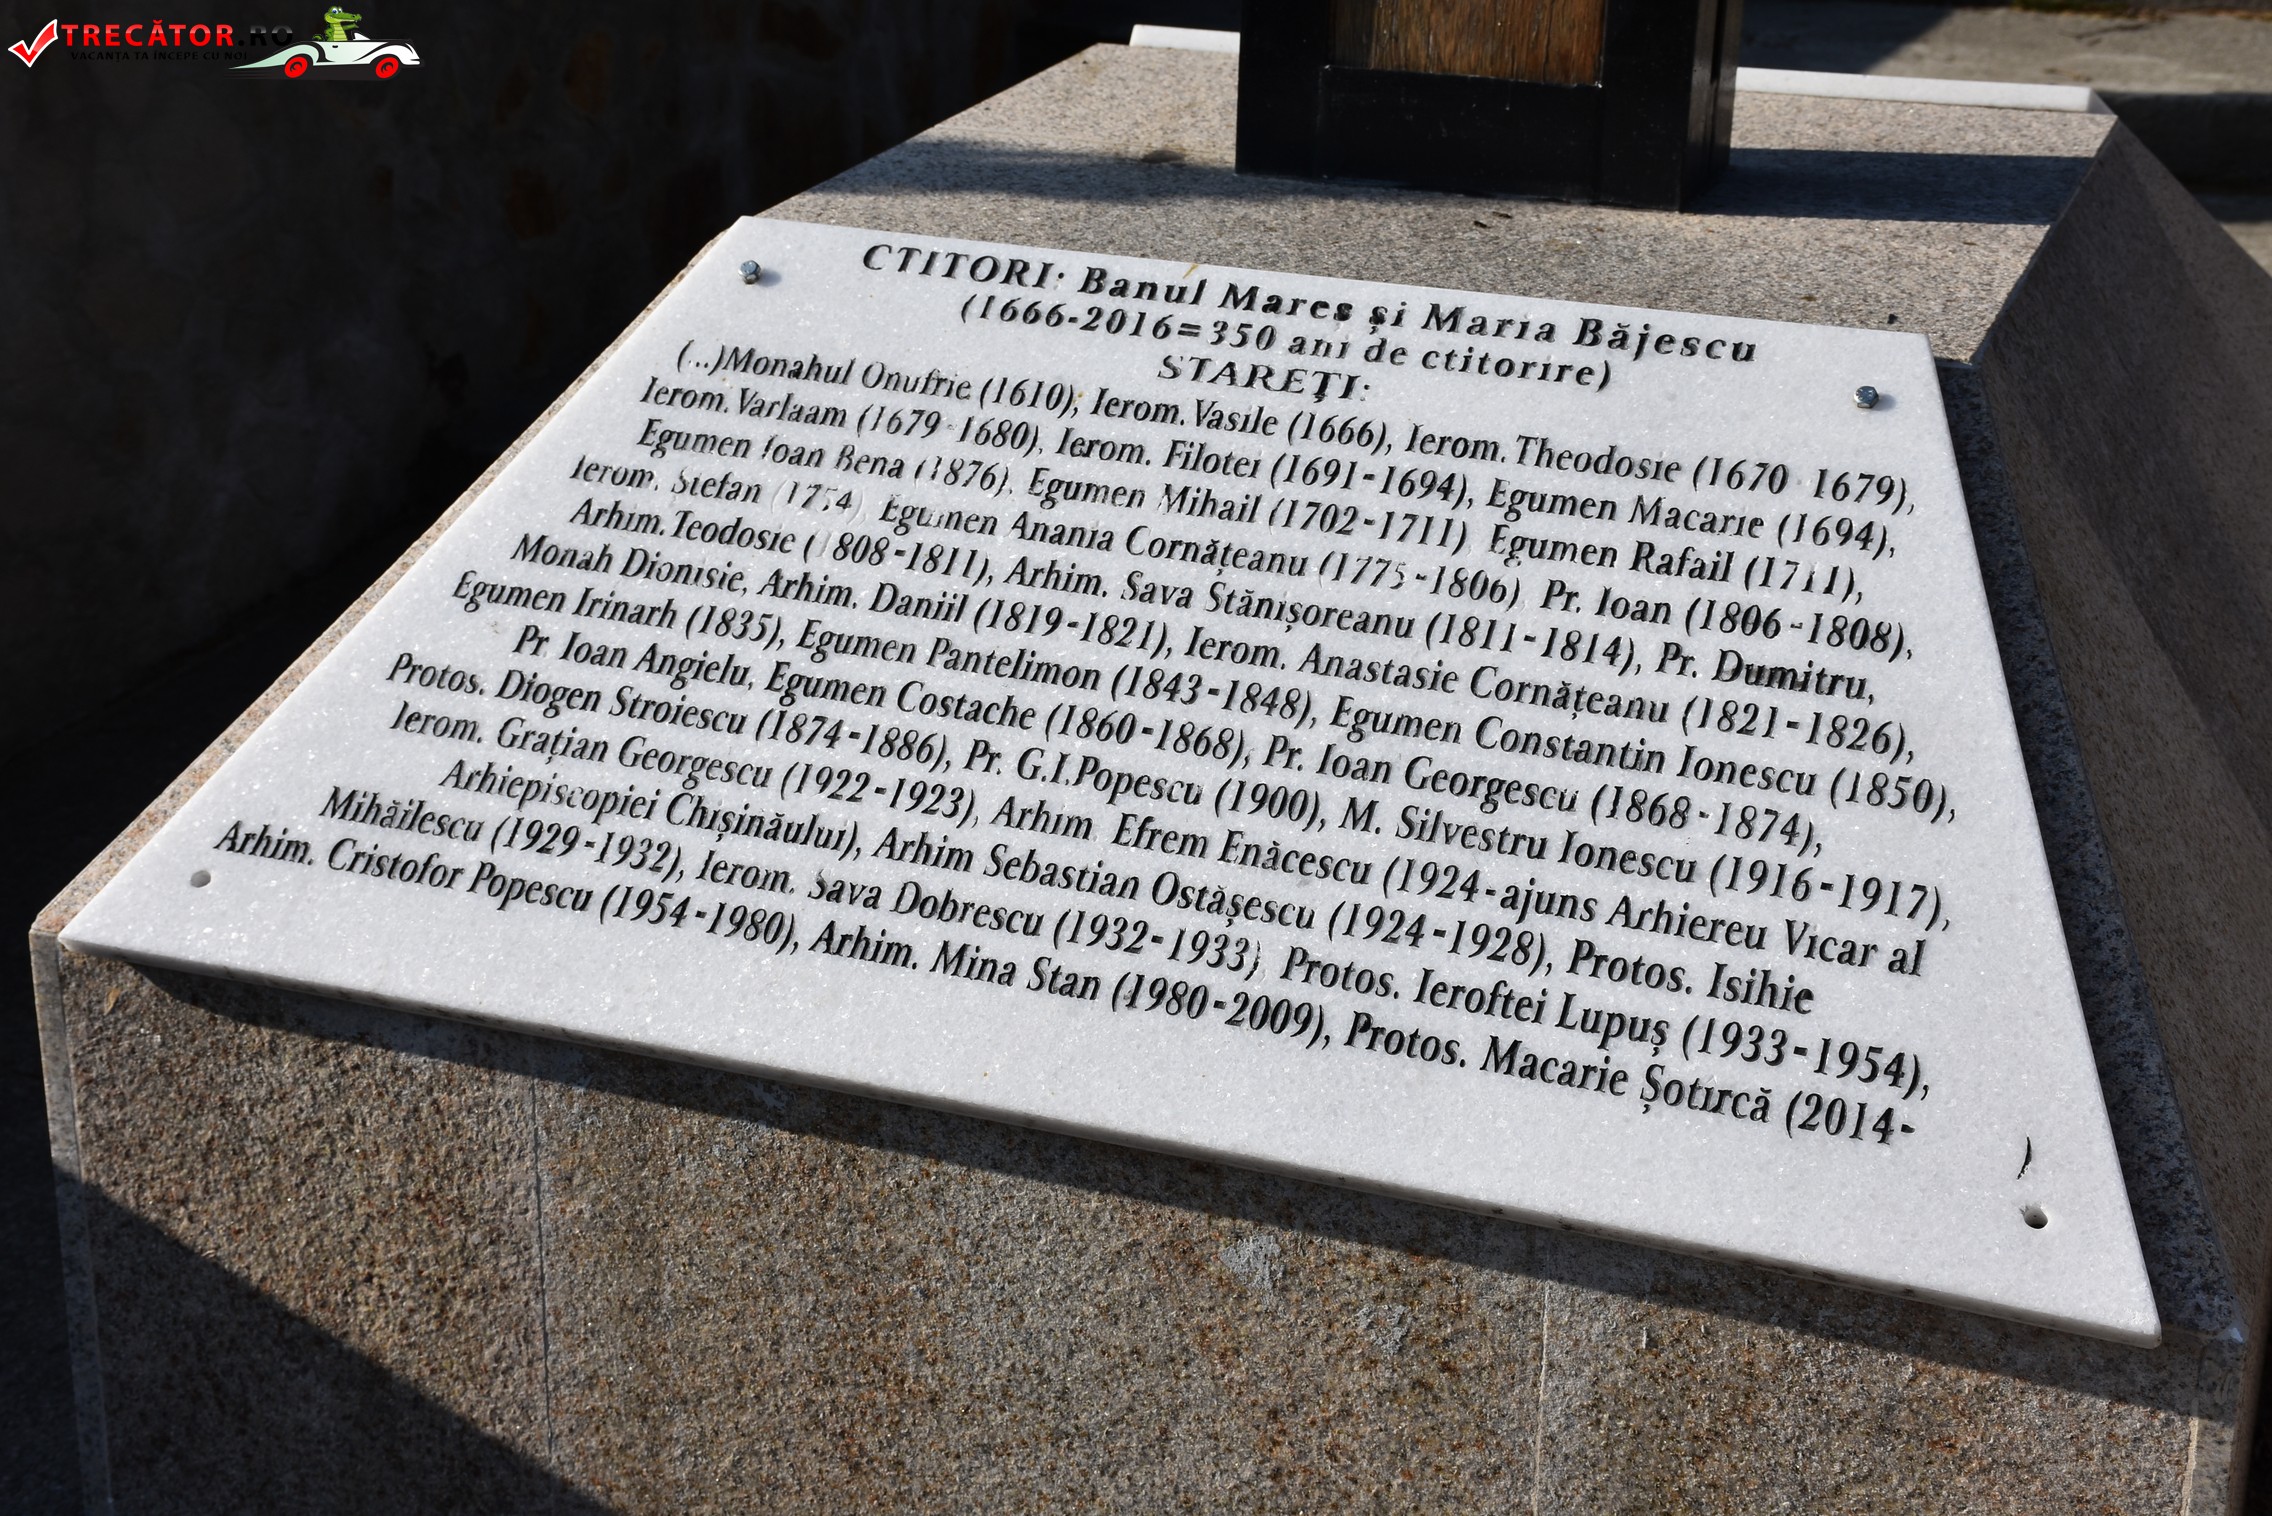 TRECĂTOR.RO
VACANȚA TA ÎNCEPE CU NOI
CTITORI: Banul Mareș și Maria Băjescu
(1666-2016=350 ani de ctitorire)
STAREȚI:
(...)Monahul Onufrie (1610), Ierom. Vasile (1666), Ierom. Theodosie (1670 1679),
Ierom. Varlaam (1679-1680), Ierom. Filotei (1691-1694), Egumen Macarie (1694),
Egumen Ioan Bena (1876), Egumen Mihail (1702-1711) Egumen Rafail (1711),
Ierom. Stefan (1754), Egumen Anania Cornățeanu (1775-1806) Pr. Ioan (1806-1808),
Arhim. Teodosie (1808-1811), Arhim. Sava Stănișoreanu (1811-1814), Pr. Dumitru,
Monah Dionisie, Arhim. Daniil (1819-1821), Ierom. Anastasie Cornățeanu (1821-1826),
Egumen Irinarh (1835), Egumen Pantelimon (1843-1848), Egumen Constantin Ionescu (1850),
Pr. Ioan Angielu, Egumen Costache (1860-1868), Pr. Ioan Georgescu (1868-1874),
Protos. Diogen Stroiescu (1874-1886), Pr. G.I.Popescu (1900), M. Silvestru Ionescu (1916-1917),
Ierom. Grațian Georgescu (1922-1923), Arhim. Efrem Enăcescu (1924-ajuns Arhiereu Vicar al
Arhiepiscopiei Chișinăului), Arhim Sebastian Ostășescu (1924-1928), Protos. Isihie
Mihăilescu (1929-1932), Ierom. Sava Dobrescu (1932-1933), Protos. Ieroftei Lupuș (1933-1954),
Arhim. Cristofor Popescu (1954-1980), Arhim. Mina Stan (1980-2009), Protos. Macarie Șotircă (2014-
)